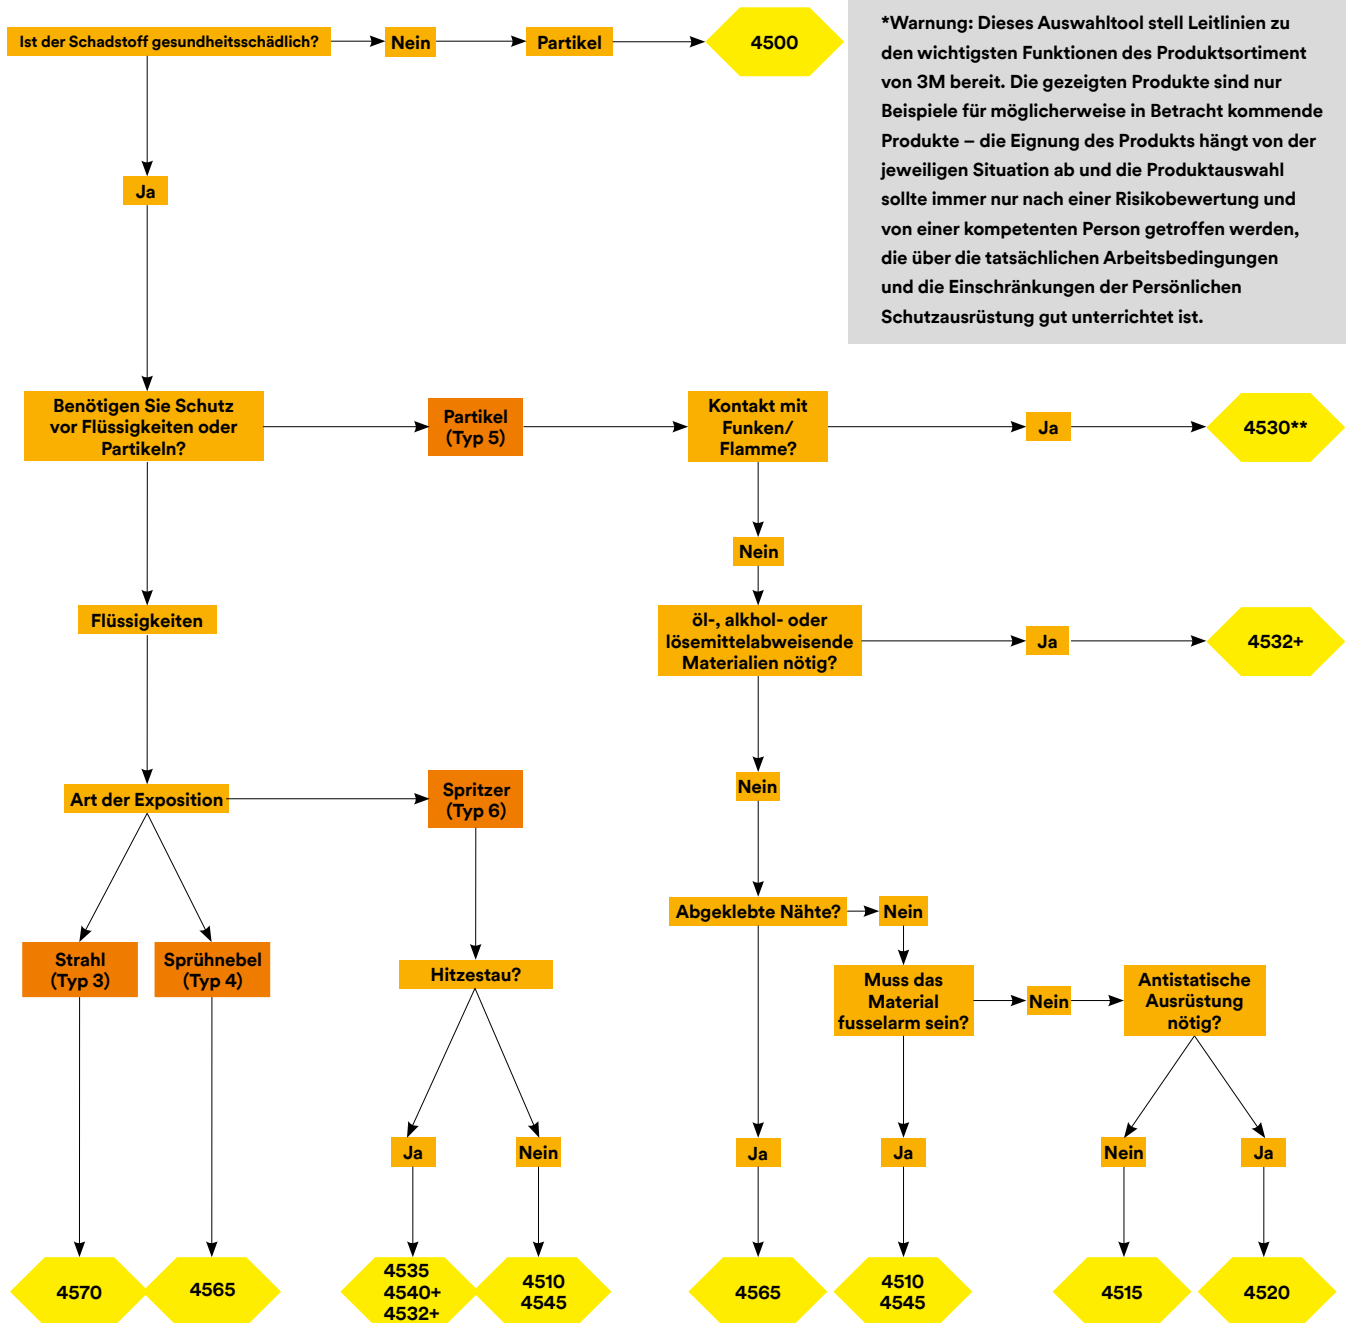 Ist der Schadstoff gesundheitsschädlich?
Nein
Partikel
4500
*Warnung: Dieses Auswahltool stell Leitlinien zu
den wichtigsten Funktionen des Produktsortiment
von 3M bereit. Die gezeigten Produkte sind nur
Beispiele für möglicherweise in Betracht kommende
Produkte – die Eignung des Produkts hängt von der
jeweiligen Situation ab und die Produktauswahl
sollte immer nur nach einer Risikobewertung und
von einer kompetenten Person getroffen werden,
die über die tatsächlichen Arbeitsbedingungen
und die Einschränkungen der Persönlichen
Schutzausrüstung gut unterrichtet ist.
Ja
Benötigen Sie Schutz
vor Flüssigkeiten oder
Partikeln?
Partikel
(Typ 5)
Kontakt mit
Funken/
Flamme?
Ja
4530**
Nein
Flüssigkeiten
öl-, alkhol- oder
lösemittelabweisende
Materialien nötig?
Ja
4532+
Nein
Art der Exposition
Spritzer
(Typ 6)
Abgeklebte Nähte?
Nein
Strahl
(Typ 3)
Sprühnebel
(Typ 4)
Hitzestau?
Muss das
Material
fusselarm sein?
Nein
Antistatische
Ausrüstung
nötig?
Ja
Nein
Ja
Ja
Nein
Ja
4570
4565
4535
4540+
4532+
4510
4545
4565
4510
4545
4515
4520